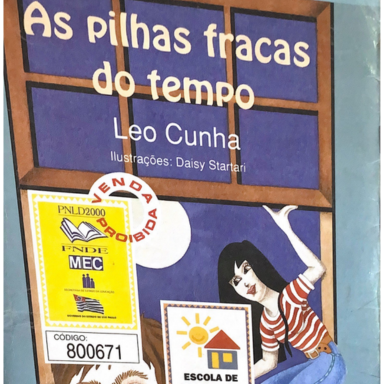 As pilhas fracas
do tempo
Leo Cunha
Ilustrações: Daisy Startari
VENDA
PROIBIDA
PNLD2000
FNDE
MEC
CÓDIGO:
800671
ESCOLA DE